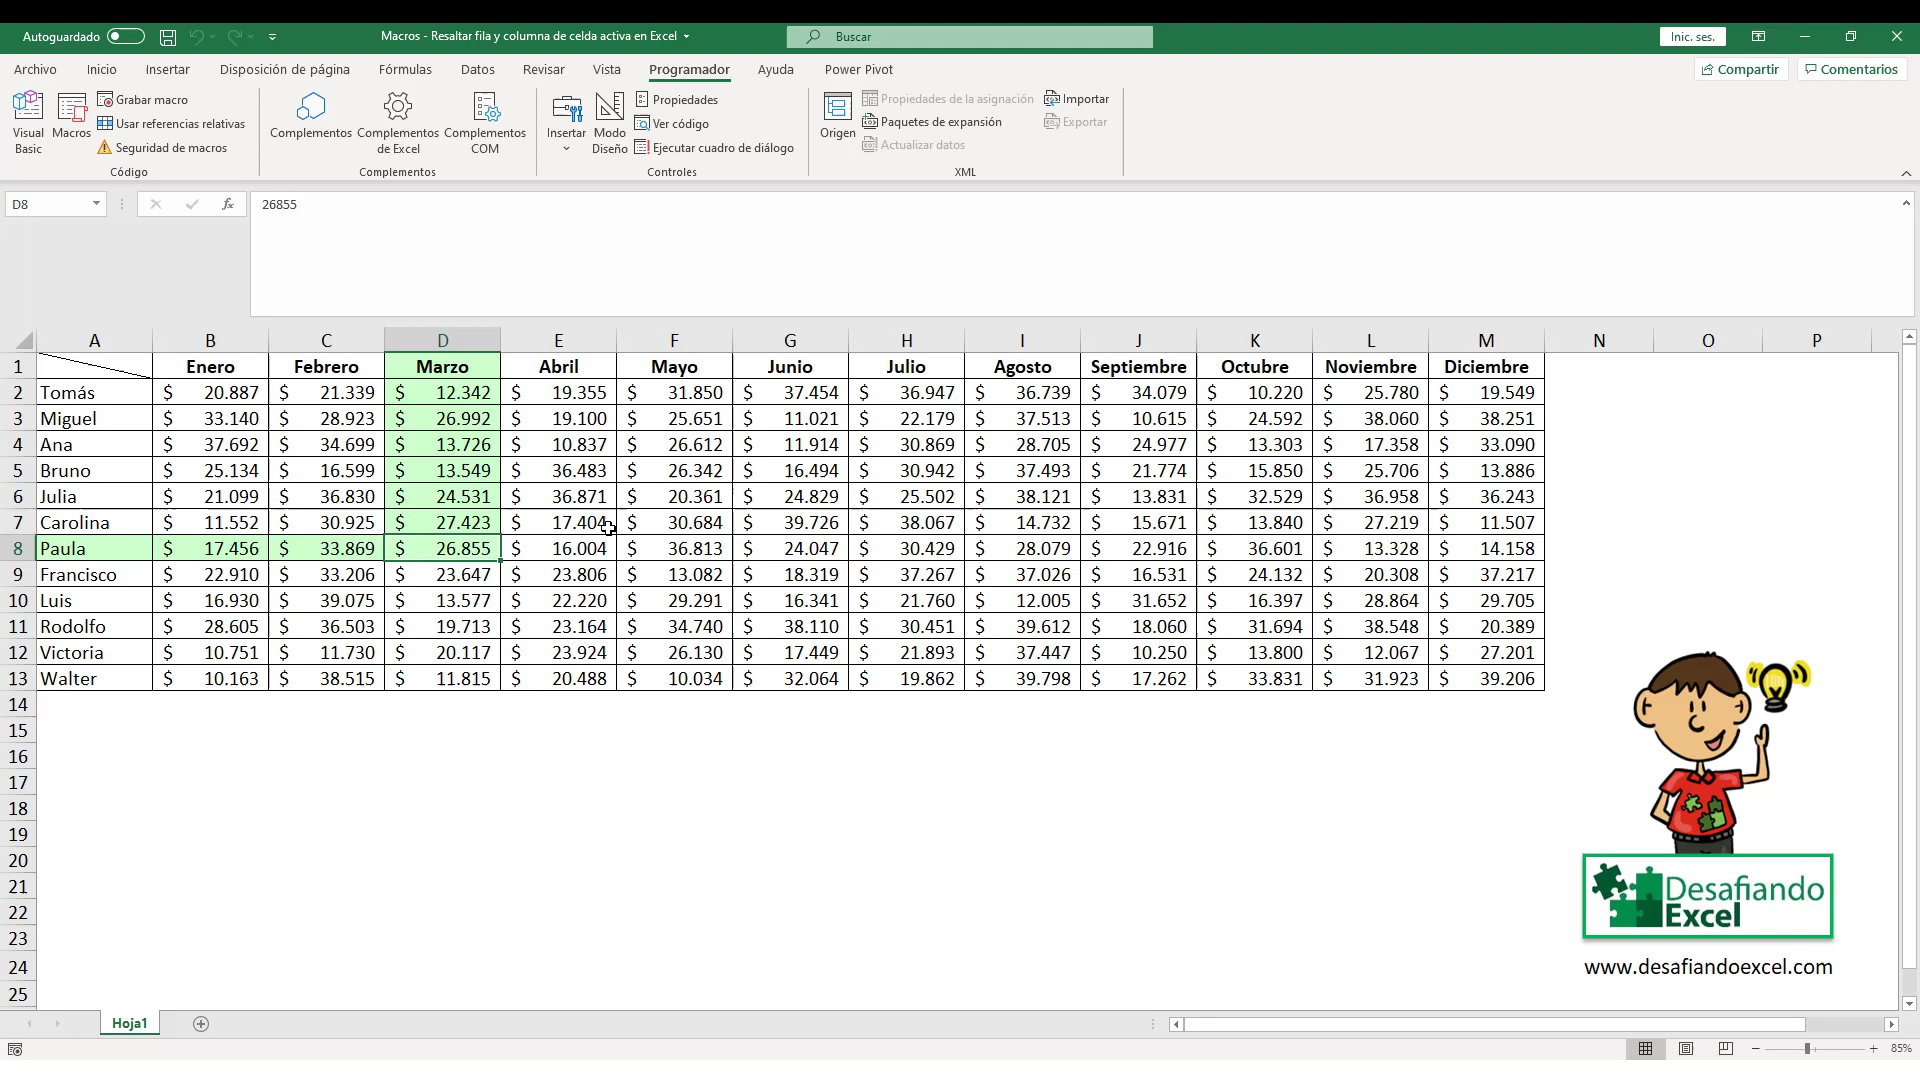 Autoguardado
Macros - Resaltar fila y columna de celda activa en Excel
Buscar
Inic. ses.
Archivo Inicio Insertar Disposición de página Fórmulas Datos Revisar Vista Programador Ayuda Power Pivot
Compartir Comentarios
Visual Basic
Macros
Grabar macro
Usar referencias relativas
Seguridad de macros
Código
Complementos
Complementos de Excel
Complementos COM
Complementos
Insertar
Modo Diseño
Propiedades
Ver código
Ejecutar cuadro de diálogo
Controles
Origen
Propiedades de la asignación
Paquetes de expansión
Actualizar datos
Importar
Exportar
XML
D8 fx 26855
A B C D E F G H I J K L M N O P
1 Enero Febrero Marzo Abril Mayo Junio Julio Agosto Septiembre Octubre Noviembre Diciembre
2 Tomás $ 20.887 $ 21.339 $ 12.342 $ 19.355 $ 31.850 $ 37.454 $ 36.947 $ 36.739 $ 34.079 $ 10.220 $ 25.780 $ 19.549
3 Miguel $ 33.140 $ 28.923 $ 26.992 $ 19.100 $ 25.651 $ 11.021 $ 22.179 $ 37.513 $ 10.615 $ 24.592 $ 38.060 $ 38.251
4 Ana $ 37.692 $ 34.699 $ 13.726 $ 10.837 $ 26.612 $ 11.914 $ 30.869 $ 28.705 $ 24.977 $ 13.303 $ 17.358 $ 33.090
5 Bruno $ 25.134 $ 16.599 $ 13.549 $ 36.483 $ 26.342 $ 16.494 $ 30.942 $ 37.493 $ 21.774 $ 15.850 $ 25.706 $ 13.886
6 Julia $ 21.099 $ 36.830 $ 24.531 $ 36.871 $ 20.361 $ 24.829 $ 25.502 $ 38.121 $ 13.831 $ 32.529 $ 36.958 $ 36.243
7 Carolina $ 11.552 $ 30.925 $ 27.423 $ 17.404 $ 30.684 $ 39.726 $ 38.067 $ 14.732 $ 15.671 $ 13.840 $ 27.219 $ 11.507
8 Paula $ 17.456 $ 33.869 $ 26.855 $ 16.004 $ 36.813 $ 24.047 $ 30.429 $ 28.079 $ 22.916 $ 36.601 $ 13.328 $ 14.158
9 Francisco $ 22.910 $ 33.206 $ 23.647 $ 23.806 $ 13.082 $ 18.319 $ 37.267 $ 37.026 $ 16.531 $ 24.132 $ 20.308 $ 37.217
10 Luis $ 16.930 $ 39.075 $ 13.577 $ 22.220 $ 29.291 $ 16.341 $ 21.760 $ 12.005 $ 31.652 $ 16.397 $ 28.864 $ 29.705
11 Rodolfo $ 28.605 $ 36.503 $ 19.713 $ 23.164 $ 34.740 $ 38.110 $ 30.451 $ 39.612 $ 18.060 $ 31.694 $ 38.548 $ 20.389
12 Victoria $ 10.751 $ 11.730 $ 20.117 $ 23.924 $ 26.130 $ 17.449 $ 21.893 $ 37.447 $ 10.250 $ 13.800 $ 12.067 $ 27.201
13 Walter $ 10.163 $ 38.515 $ 11.815 $ 20.488 $ 10.034 $ 32.064 $ 19.862 $ 39.798 $ 17.262 $ 33.831 $ 31.923 $ 39.206
14
15
16
17
18
19
20
21
22
23
24
25
Desafiando
Excel
www.desafiandoexcel.com
Hoja1
85%